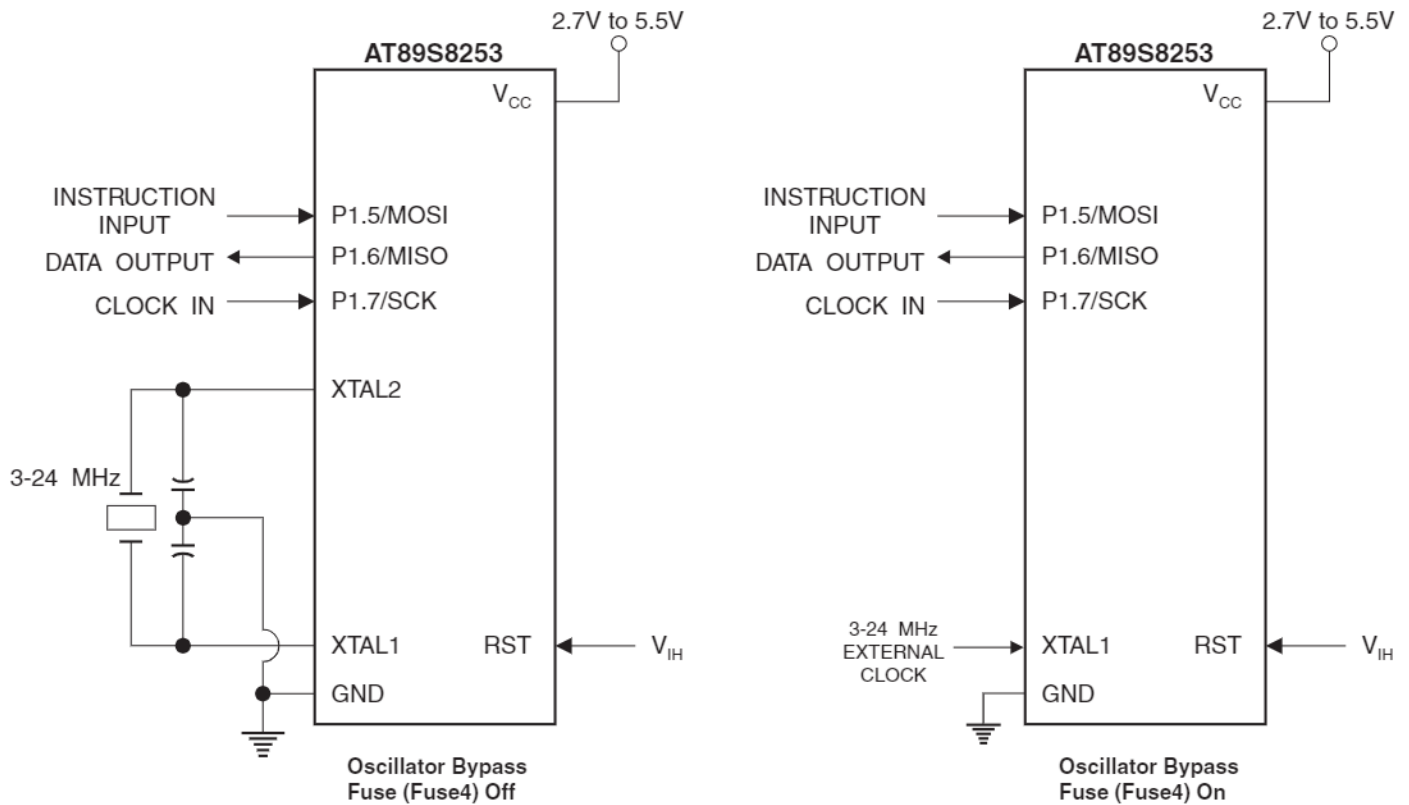 2.7V to 5.5V
AT89S8253
VCC
INSTRUCTION
INPUT
P1.5/MOSI
DATA OUTPUT
P1.6/MISO
CLOCK IN
P1.7/SCK
XTAL2
3-24 MHz
XTAL1
RST
VIH
GND
Oscillator Bypass
Fuse (Fuse4) Off
2.7V to 5.5V
AT89S8253
VCC
INSTRUCTION
INPUT
P1.5/MOSI
DATA OUTPUT
P1.6/MISO
CLOCK IN
P1.7/SCK
3-24 MHz
EXTERNAL
CLOCK
XTAL1
RST
VIH
GND
Oscillator Bypass
Fuse (Fuse4) On